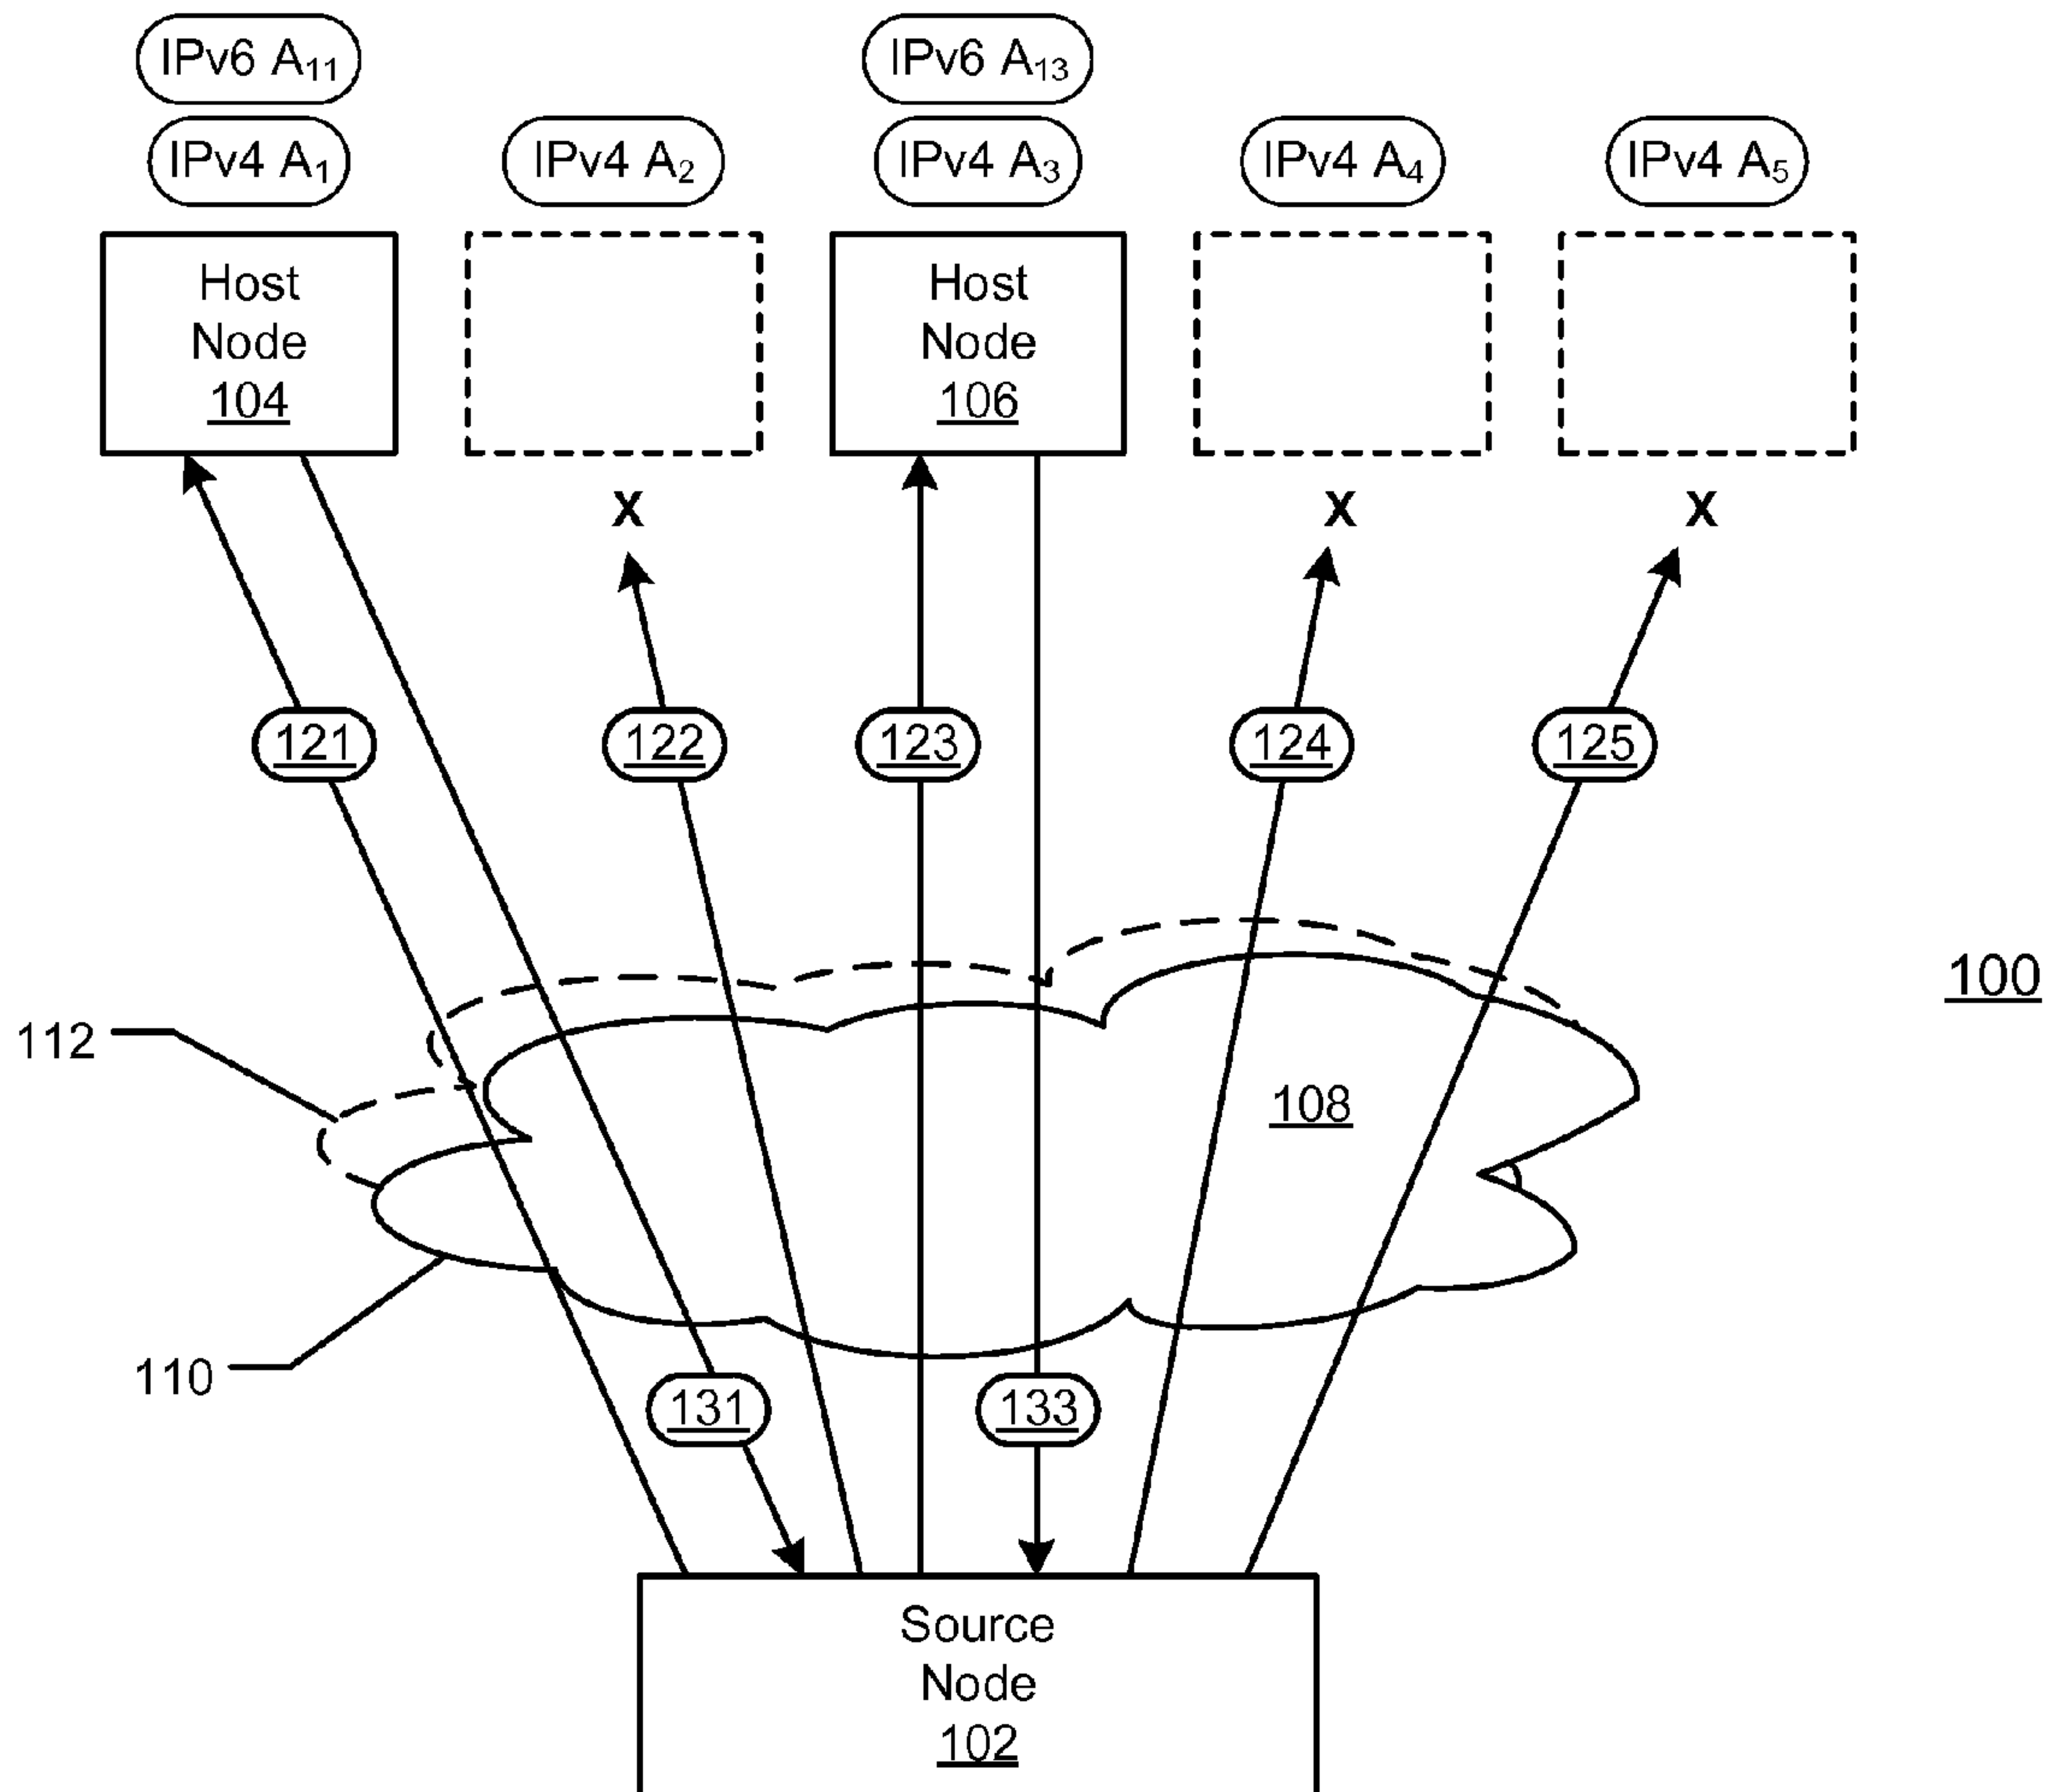 IPv6 A11
IPv6 A13
IPv4 A1
IPv4 A2
IPv4 A3
IPv4 A4
IPv4 A5
Host
Node
104
Host
Node
106
X
X
X
121
122
123
124
125
100
112
108
110
131
133
Source
Node
102